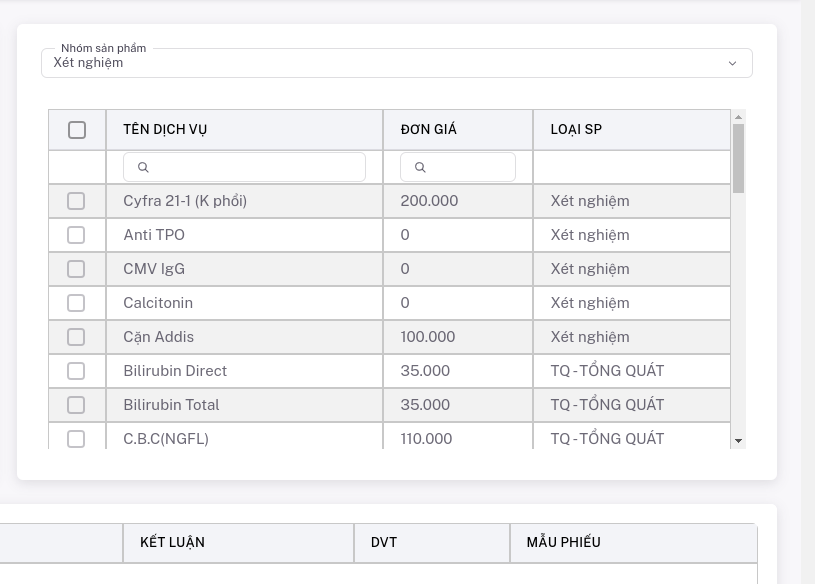 Nhóm sản phẩm
Xét nghiệm
TÊN DỊCH VỤ ĐƠN GIÁ LOẠI SP
Cyfra 21-1 (K phổi) 200.000 Xét nghiệm
Anti TPO 0 Xét nghiệm
CMV IgG 0 Xét nghiệm
Calcitonin 0 Xét nghiệm
Cặn Addis 100.000 Xét nghiệm
Bilirubin Direct 35.000 TQ - TỔNG QUÁT
Bilirubin Total 35.000 TQ - TỔNG QUÁT
C.B.C(NGFL) 110.000 TQ - TỔNG QUÁT
KẾT LUẬN DVT MẪU PHIẾU